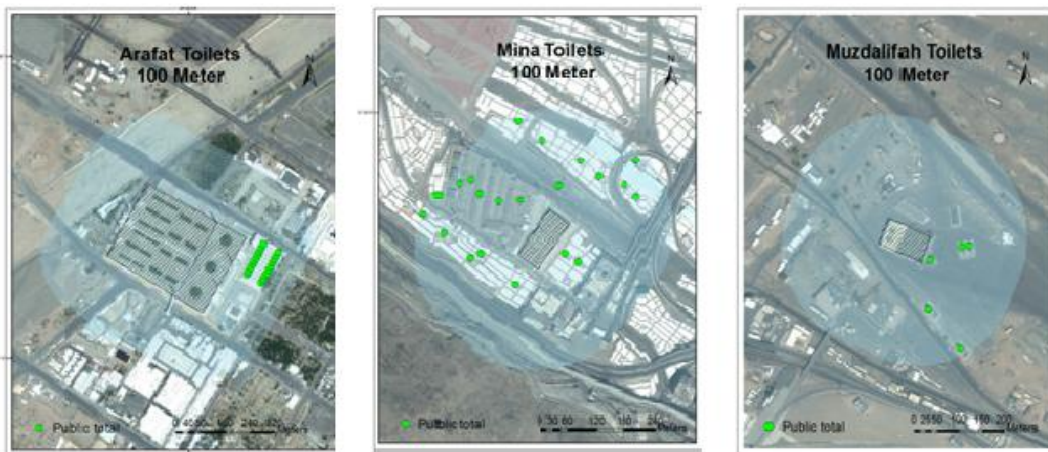 Arafat Toilets
100 Meter
N
Public total
Meters
Mina Toilets
100 Meter
N
Public total
Meters
Muzdalifah Toilets
100 Meter
N
Public total
Meters